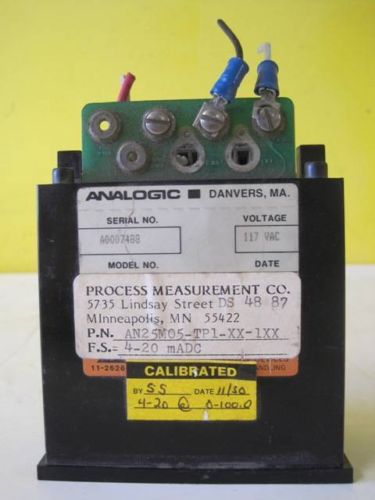 ANALOGIC DANVERS, MA.
SERIAL NO. VOLTAGE
117 VAC
MODEL NO. DATE
PROCESS MEASUREMENT CO.
5735 Lindsay Street DS 48 87
MInneapolis, MN 55422
P.N. AN25M05-TP1-XX-1XX
F.S.= 4-20 mADC
11-2626
CALIBRATED
BY SS DATE 11/30
4-20 @ 0-100.0